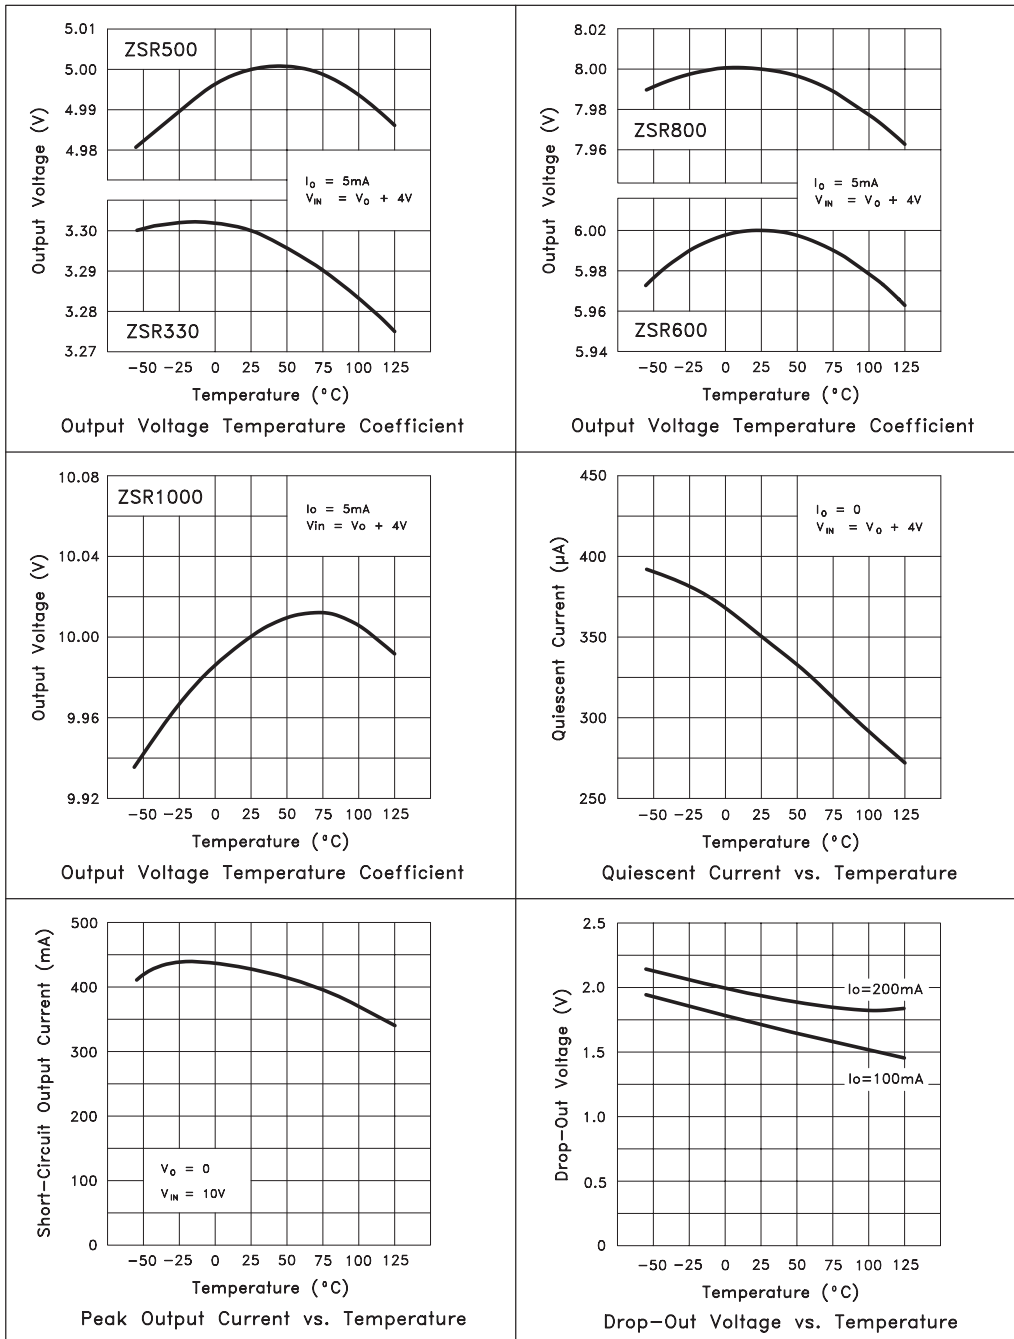 5.01
ZSR500
5.00
4.99
4.98
Output Voltage (V)
I₀ = 5mA
V_IN = V₀ + 4V
3.30
3.29
3.28
ZSR330
3.27
-50 -25 0 25 50 75 100 125
Temperature (°C)
Output Voltage Temperature Coefficient
8.02
8.00
7.98
ZSR800
7.96
Output Voltage (V)
I₀ = 5mA
V_IN = V₀ + 4V
6.00
5.98
5.96
ZSR600
5.94
-50 -25 0 25 50 75 100 125
Temperature (°C)
Output Voltage Temperature Coefficient
10.08
ZSR1000
Io = 5mA
Vin = Vo + 4V
10.04
10.00
9.96
9.92
Output Voltage (V)
-50 -25 0 25 50 75 100 125
Temperature (°C)
Output Voltage Temperature Coefficient
450
I₀ = 0
V_IN = V₀ + 4V
400
350
300
250
Quiescent Current (µA)
-50 -25 0 25 50 75 100 125
Temperature (°C)
Quiescent Current vs. Temperature
500
400
300
200
100
0
Short-Circuit Output Current (mA)
V₀ = 0
V_IN = 10V
-50 -25 0 25 50 75 100 125
Temperature (°C)
Peak Output Current vs. Temperature
2.5
2.0
1.5
1.0
0.5
0
Drop-Out Voltage (V)
Io=200mA
Io=100mA
-50 -25 0 25 50 75 100 125
Temperature (°C)
Drop-Out Voltage vs. Temperature